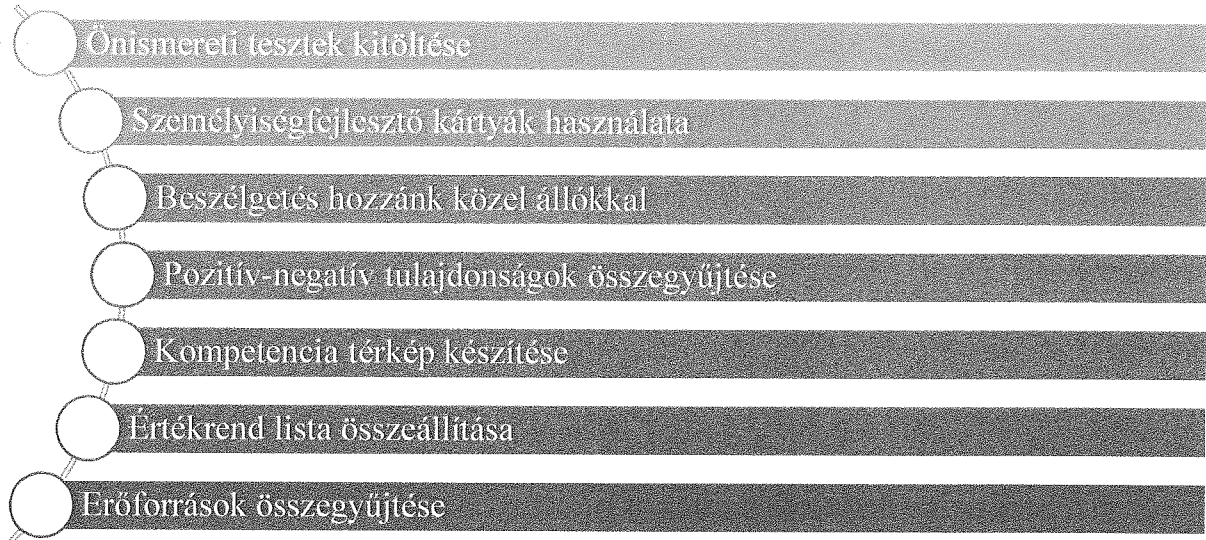 Önismereti tesztek kitöltése
Személyiségfejlesztő kártyák használata
Beszélgetés hozzánk közel állókkal
Pozitív-negatív tulajdonságok összegyűjtése
Kompetencia térkép készítése
Értékrend lista összeállítása
Erőforrások összegyűjtése